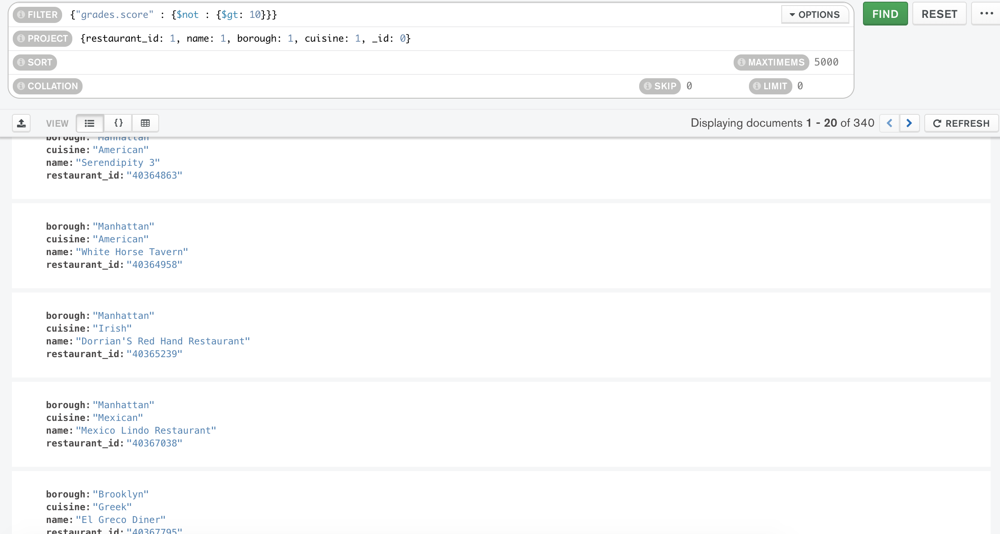 FILTER {"grades.score" : {$not : {$gt: 10}}} OPTIONS FIND RESET
PROJECT {restaurant_id: 1, name: 1, borough: 1, cuisine: 1, _id: 0}
SORT MAXTIMEMS 5000
COLLATION SKIP 0 LIMIT 0
VIEW {} Displaying documents 1 - 20 of 340 REFRESH
borough: "Manhattan"
cuisine: "American"
name: "Serendipity 3"
restaurant_id: "40364863"
borough: "Manhattan"
cuisine: "American"
name: "White Horse Tavern"
restaurant_id: "40364958"
borough: "Manhattan"
cuisine: "Irish"
name: "Dorrian'S Red Hand Restaurant"
restaurant_id: "40365239"
borough: "Manhattan"
cuisine: "Mexican"
name: "Mexico Lindo Restaurant"
restaurant_id: "40367038"
borough: "Brooklyn"
cuisine: "Greek"
name: "El Greco Diner"
restaurant_id: "40367795"